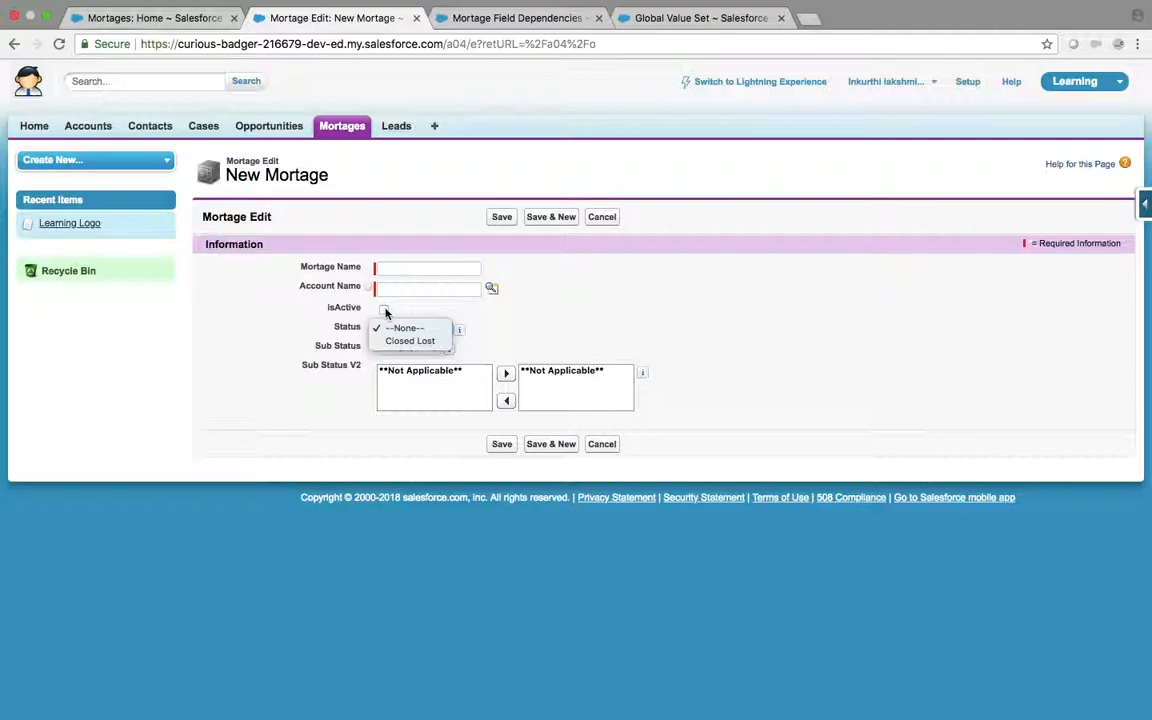 Mortages: Home ~ Salesforce
Mortage Edit: New Mortage ~
Mortage Field Dependencies ~
Global Value Set ~ Salesforce
Secure
https://curious-badger-216679-dev-ed.my.salesforce.com/a04/e?retURL=%2Fa04%2Fo
Search...
Search
Switch to Lightning Experience
Inkurthi lakshmi...
Setup
Help
Learning
Home
Accounts
Contacts
Cases
Opportunities
Mortages
Leads
+
Create New...
Recent Items
Learning Logo
Recycle Bin
Mortage Edit
New Mortage
Help for this Page
?
Mortage Edit
Save
Save & New
Cancel
Information
= Required Information
Mortage Name
Account Name
isActive
Status
✓ --None--
Closed Lost
i
Sub Status
Sub Status V2
**Not Applicable**
**Not Applicable**
i
Save
Save & New
Cancel
Copyright © 2000-2018 salesforce.com, inc. All rights reserved. | Privacy Statement | Security Statement | Terms of Use | 508 Compliance | Go to Salesforce mobile app